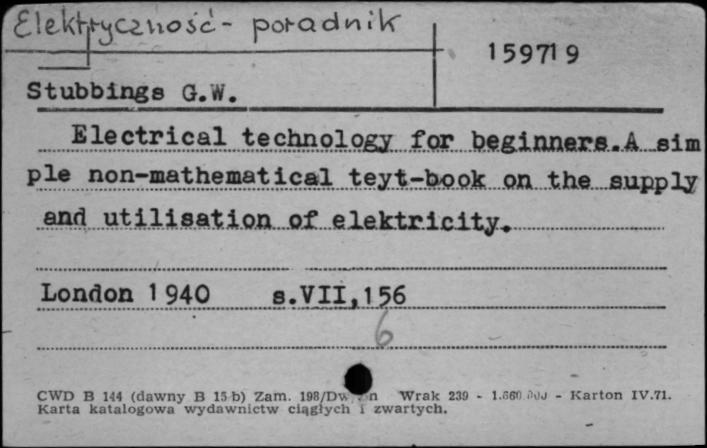 Elektryczność - poradnik
159719
Stubbings G.W.
Electrical technology for beginners.A sim
ple non-mathematical teyt-book on the supply
and utilisation of elektricity.
London 1940 s.VII,156
6
CWD B 144 (dawny B 15 b) Zam. 198/Dw Wrak 239 - - Karton IV.71.
Karta katalogowa wydawnictw ciągłych i zwartych.